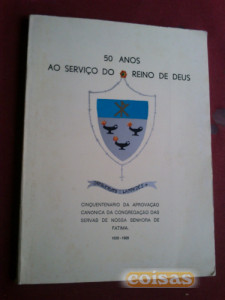 50 ANOS
AO SERVIÇO DO REINO DE DEUS
CINQUENTENÁRIO DA APROVAÇÃO
CANÓNICA DA CONGREGAÇÃO DAS
SERVAS DE NOSSA SENHORA DE
FÁTIMA
coisas